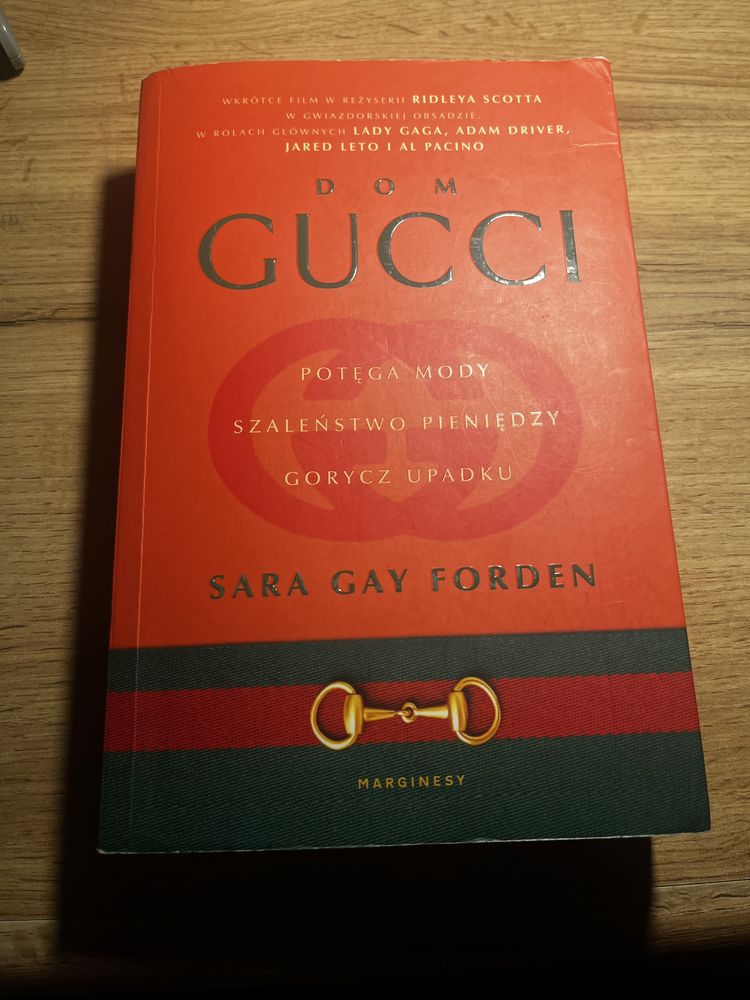 WKRÓTCE FILM W REŻYSERII RIDLEYA SCOTTA
W GWIAZDORSKIEJ OBSADZIE.
W ROLACH GŁÓWNYCH LADY GAGA, ADAM DRIVER,
JARED LETO I AL PACINO
DOM
GUCCI
POTĘGA MODY
SZALEŃSTWO PIENIĘDZY
GORYCZ UPADKU
SARA GAY FORDEN
MARGINESY